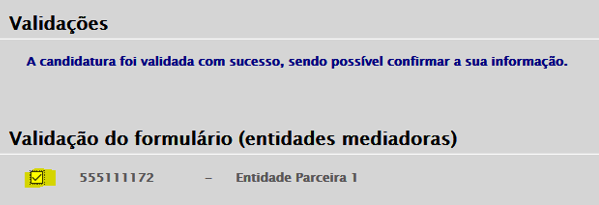 Validações
A candidatura foi validada com sucesso, sendo possível confirmar a sua informação.
Validação do formulário (entidades mediadoras)
555111172 – Entidade Parceira 1